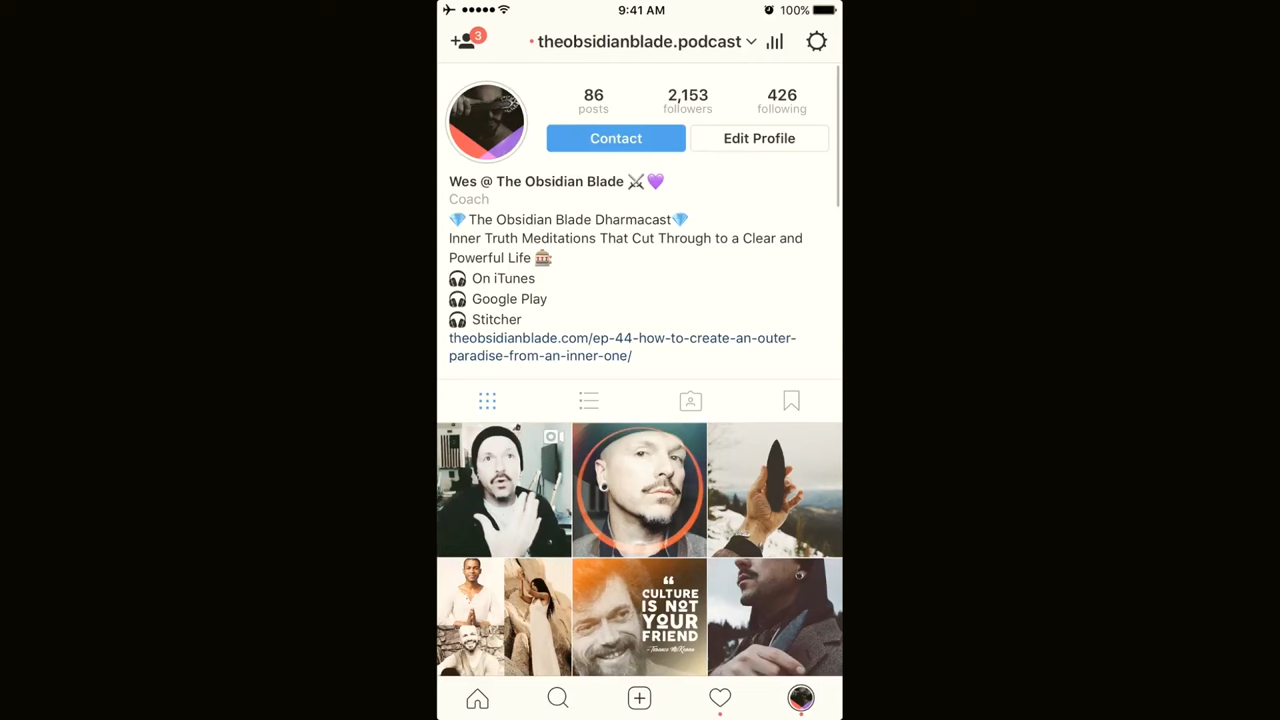 9:41 AM
100%
3
theobsidianblade.podcast
86
posts
2,153
followers
426
following
Contact
Edit Profile
Wes @ The Obsidian Blade ⚔💜
Coach
💎The Obsidian Blade Dharmacast💎
Inner Truth Meditations That Cut Through to a Clear and
Powerful Life 🎰
🎧 On iTunes
🎧 Google Play
🎧 Stitcher
theobsidianblade.com/ep-44-how-to-create-an-outer-
paradise-from-an-inner-one/
“
CULTURE
IS NOT
YOUR
FRIEND
-Terence McKenna